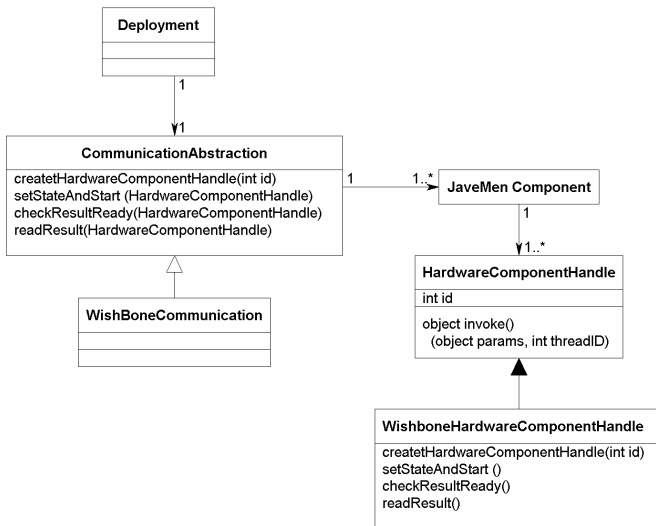 Deployment
1
1
CommunicationAbstraction
createtHardwareComponentHandle(int id)
setStateAndStart (HardwareComponentHandle)
checkResultReady(HardwareComponentHandle)
readResult(HardwareComponentHandle)
1
1..*
JaveMen Component
1
1..*
WishBoneCommunication
HardwareComponentHandle
int id
object invoke()
(object params, int threadID)
WishboneHardwareComponentHandle
createtHardwareComponentHandle(int id)
setStateAndStart ()
checkResultReady()
readResult()